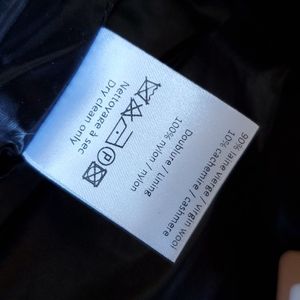 90% laine vierge / virgin wool
10% cachemire / cashmere
Doublure / Lining
100% nylon / nylon
Nettoyage à sec
Dry clean only